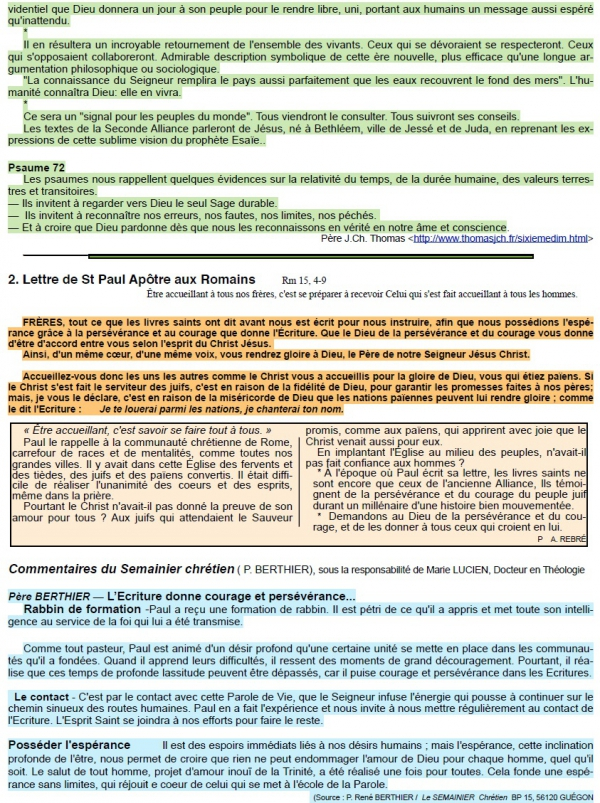 videntiel que Dieu donnera un jour à son peuple pour le rendre libre, uni, portant aux humains un message aussi espéré
qu'inattendu.
*
Il en résultera un incroyable retournement de l'ensemble des vivants. Ceux qui se dévoraient se respecteront. Ceux
qui s'opposaient collaboreront. Admirable description symbolique de cette ère nouvelle, plus efficace qu'une longue ar-
gumentation philosophique ou sociologique.
"La connaissance du Seigneur remplira le pays aussi parfaitement que les eaux recouvrent le fond des mers". L'hu-
manité connaîtra Dieu: elle en vivra.
*
Ce sera un "signal pour les peuples du monde". Tous viendront le consulter. Tous suivront ses conseils.
Les textes de la Seconde Alliance parleront de Jésus, né à Bethléem, ville de Jessé et de Juda, en reprenant les ex-
pressions de cette sublime vision du prophète Esaïe..
Psaume 72
Les psaumes nous rappellent quelques évidences sur la relativité du temps, de la durée humaine, des valeurs terres-
tres et transitoires.
— Ils invitent à regarder vers Dieu le seul Sage durable.
— Ils invitent à reconnaître nos erreurs, nos fautes, nos limites, nos péchés.
— Et à croire que Dieu pardonne dès que nous les reconnaissons en vérité en notre âme et conscience.
Père J.Ch. Thomas <http://www.thomasjch.fr/sixiemedim.html>
2. Lettre de St Paul Apôtre aux Romains Rm 15, 4-9
Être accueillant à tous nos frères, c'est se préparer à recevoir Celui qui s'est fait accueillant à tous les hommes.
FRÈRES, tout ce que les livres saints ont dit avant nous est écrit pour nous instruire, afin que nous possédions l'espé-
rance grâce à la persévérance et au courage que donne l'Écriture. Que le Dieu de la persévérance et du courage vous donne
d'être d'accord entre vous selon l'esprit du Christ Jésus.
Ainsi, d'un même cœur, d'une même voix, vous rendrez gloire à Dieu, le Père de notre Seigneur Jésus Christ.
Accueillez-vous donc les uns les autres comme le Christ vous a accueillis pour la gloire de Dieu, vous qui étiez païens. Si
le Christ s'est fait le serviteur des juifs, c'est en raison de la fidélité de Dieu, pour garantir les promesses faites à nos pères;
mais, je vous le déclare, c'est en raison de la miséricorde de Dieu que les nations païennes peuvent lui rendre gloire ; comme
le dit l'Ecriture : Je te louerai parmi les nations, je chanterai ton nom.
« Être accueillant, c'est savoir se faire tout à tous. »
Paul le rappelle à la communauté chrétienne de Rome,
carrefour de races et de mentalités, comme toutes nos
grandes villes. Il y avait dans cette Église des fervents et
des tièdes, des juifs et des païens convertis. Il était diffi-
cile de réaliser l'unanimité des coeurs et des esprits,
même dans la prière.
Pourtant le Christ n'avait-il pas donné la preuve de son
amour pour tous ? Aux juifs qui attendaient le Sauveur
promis, comme aux païens, qui apprirent avec joie que le
Christ venait aussi pour eux.
En implantant l'Église au milieu des peuples, n'avait-il
pas fait confiance aux hommes ?
* A l'époque où Paul écrit sa lettre, les livres saints ne
sont encore que ceux de l'ancienne Alliance, Ils témoi-
gnent de la persévérance et du courage du peuple juif
durant un millénaire d'une histoire bien mouvementée.
* Demandons au Dieu de la persévérance et du cou-
rage, et de les donner à tous ceux qui croient en lui.
P A. REBRÉ
Commentaires du Semainier chrétien ( P. BERTHIER), sous la responsabilité de Marie LUCIEN, Docteur en Théologie
Père BERTHIER — L'Ecriture donne courage et persévérance...
Rabbin de formation -Paul a reçu une formation de rabbin. Il est pétri de ce qu'il a appris et met toute son intelli-
gence au service de la foi qui lui a été transmise.
Comme tout pasteur, Paul est animé d'un désir profond qu'une certaine unité se mette en place dans les communau-
tés qu'il a fondées. Quand il apprend leurs difficultés, il ressent des moments de grand découragement. Pourtant, il réa-
lise que ces temps de profonde lassitude peuvent être dépassés, car il puise courage et persévérance dans les Ecritures.
Le contact - C'est par le contact avec cette Parole de Vie, que le Seigneur infuse l'énergie qui pousse à continuer sur le
chemin sinueux des routes humaines. Paul en a fait l'expérience et nous invite à nous mettre régulièrement au contact de
l'Ecriture. L'Esprit Saint se joindra à nos efforts pour faire le reste.
Posséder l'espérance Il est des espoirs immédiats liés à nos désirs humains ; mais l'espérance, cette inclination
profonde de l'être, nous permet de croire que rien ne peut endommager l'amour de Dieu pour chaque homme, quel qu'il
soit. Le salut de tout homme, projet d'amour inouï de la Trinité, a été réalisé une fois pour toutes. Cela fonde une espé-
rance sans limites, qui réjouit e coeur de celui qui se met à l'école de la Parole.
(Source : P. René BERTHIER / Le SEMAINIER Chrétien BP 15, 56120 GUÉGON